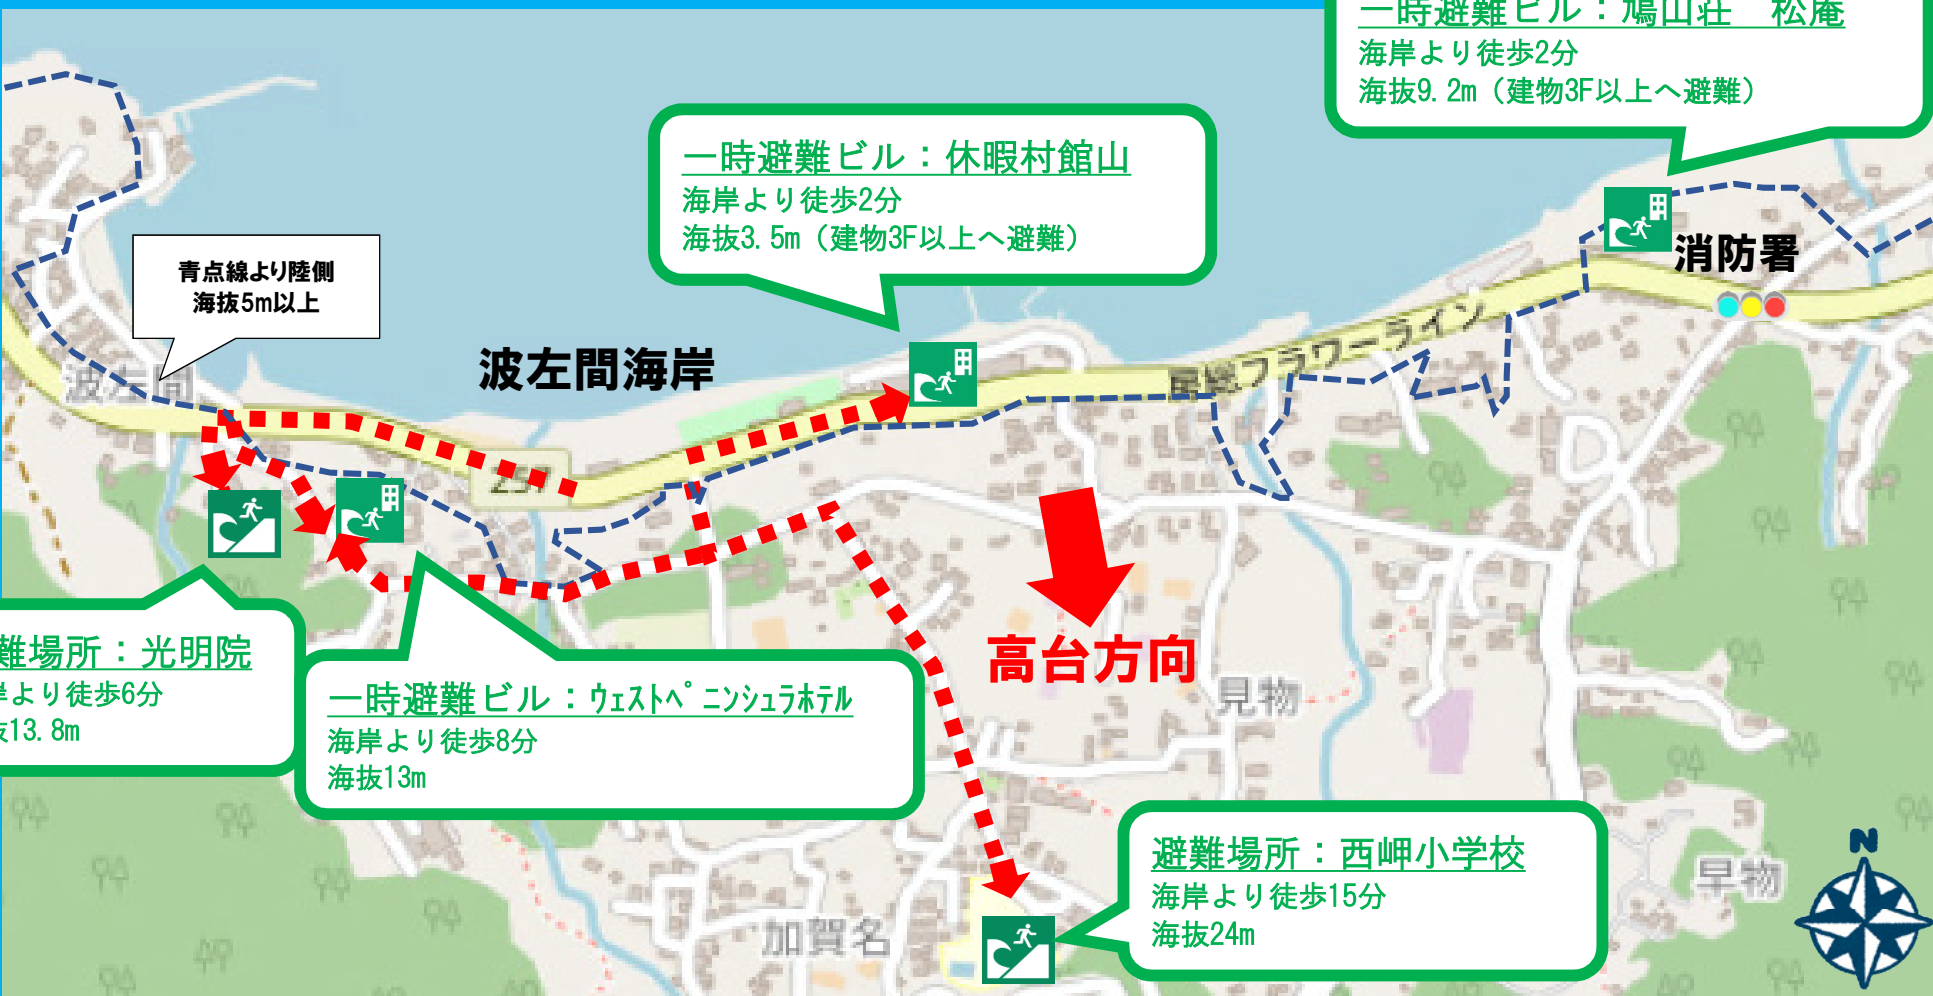 一時避難ビル：鳩山荘　松庵
海岸より徒歩2分
海抜9.2m（建物3F以上へ避難）
一時避難ビル：休暇村館山
海岸より徒歩2分
海抜3.5m（建物3F以上へ避難）
消防署
青点線より陸側
海抜5m以上
波左間海岸
房総フラワーライン
波左間
257
高台方向
難場所：光明院
岸より徒歩6分
抜13.8m
一時避難ビル：ｳｪｽﾄﾍﾟﾆﾝｼｭﾗﾎﾃﾙ
海岸より徒歩8分
海抜13m
見物
避難場所：西岬小学校
海岸より徒歩15分
海抜24m
早物
加賀名
N